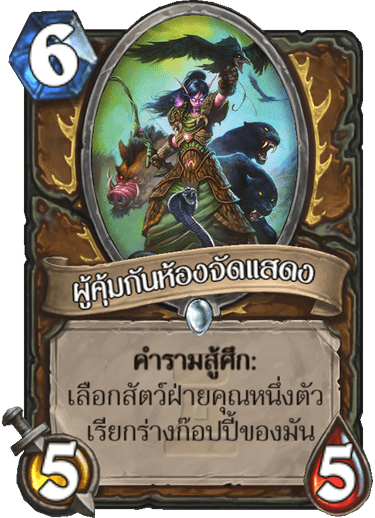 6
ผู้คุ้มกันห้องจัดแสดง
คำรามสู้ศึก:
เลือกสัตว์ฝ่ายคุณหนึ่งตัว
เรียกร่างก๊อปปี้ของมัน
5
5